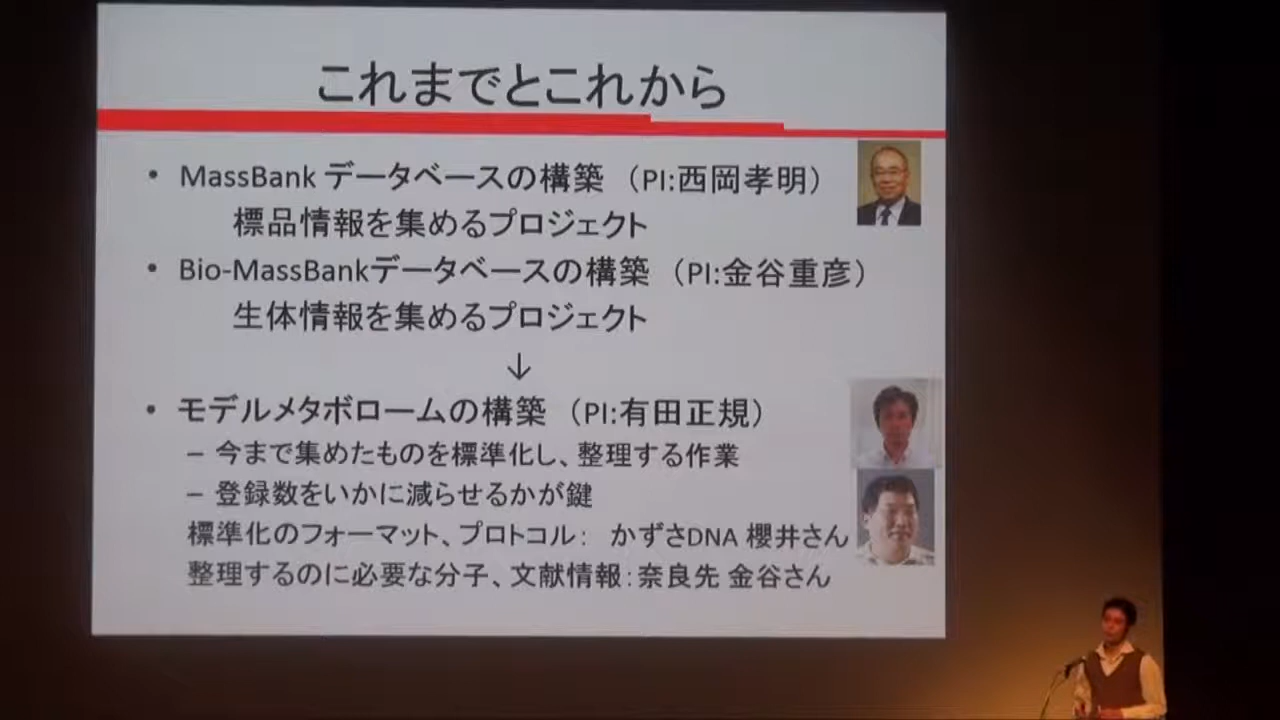 これまでとこれから
• MassBank データベースの構築 （PI:西岡孝明）
標品情報を集めるプロジェクト
• Bio-MassBankデータベースの構築 （PI:金谷重彦）
生体情報を集めるプロジェクト
↓
• モデルメタボロームの構築 （PI:有田正規）
– 今まで集めたものを標準化し、整理する作業
– 登録数をいかに減らせるかが鍵
標準化のフォーマット、プロトコル： かずさDNA 櫻井さん
整理するのに必要な分子、文献情報：奈良先 金谷さん